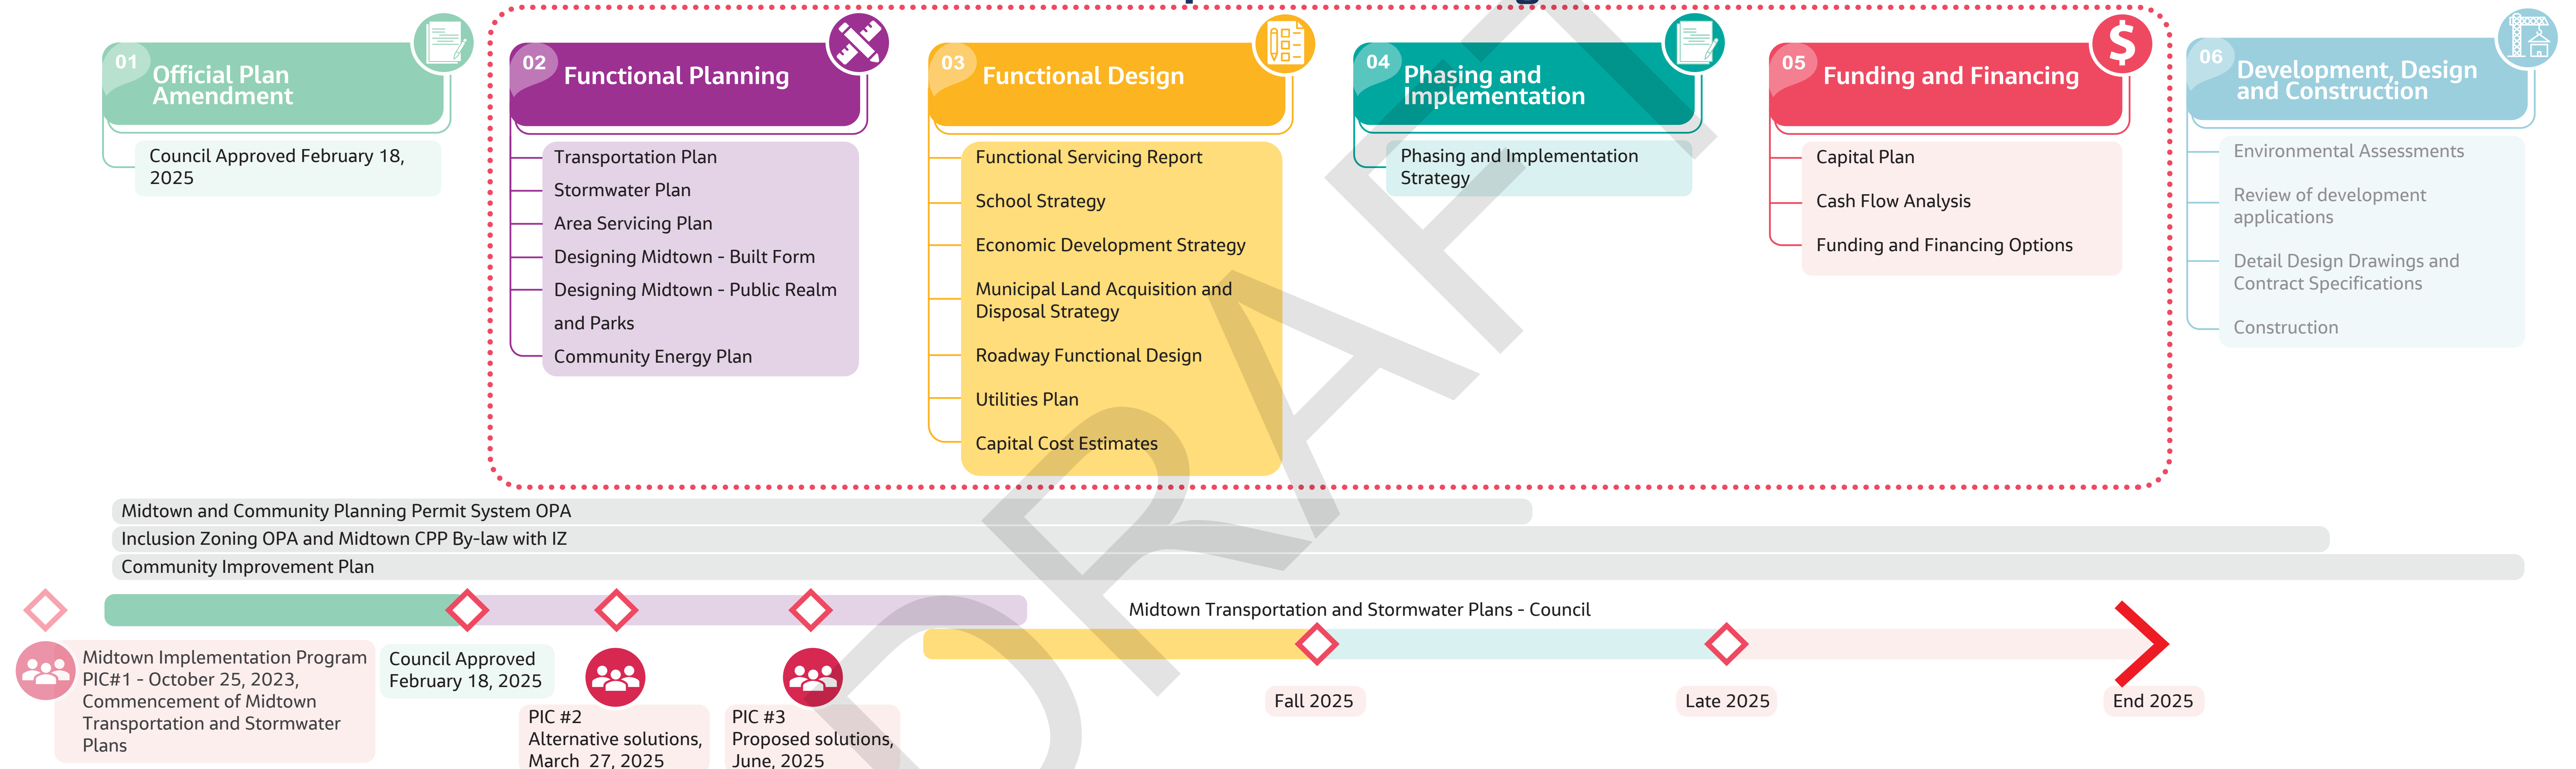 01
Official Plan
Amendment
Council Approved February 18,
2025
02
Functional Planning
Transportation Plan
Stormwater Plan
Area Servicing Plan
Designing Midtown - Built Form
Designing Midtown - Public Realm
and Parks
Community Energy Plan
03
Functional Design
Functional Servicing Report
School Strategy
Economic Development Strategy
Municipal Land Acquisition and
Disposal Strategy
Roadway Functional Design
Utilities Plan
Capital Cost Estimates
04
Phasing and
Implementation
Phasing and Implementation
Strategy
05
Funding and Financing
$
Capital Plan
Cash Flow Analysis
Funding and Financing Options
06
Development, Design
and Construction
Environmental Assessments
Review of development
applications
Detail Design Drawings and
Contract Specifications
Construction
DRAFT
Midtown and Community Planning Permit System OPA
Inclusion Zoning OPA and Midtown CPP By-law with IZ
Community Improvement Plan
Midtown Transportation and Stormwater Plans - Council
Midtown Implementation Program
PIC#1 - October 25, 2023,
Commencement of Midtown
Transportation and Stormwater
Plans
Council Approved
February 18, 2025
PIC #2
Alternative solutions,
March 27, 2025
PIC #3
Proposed solutions,
June, 2025
Fall 2025
Late 2025
End 2025